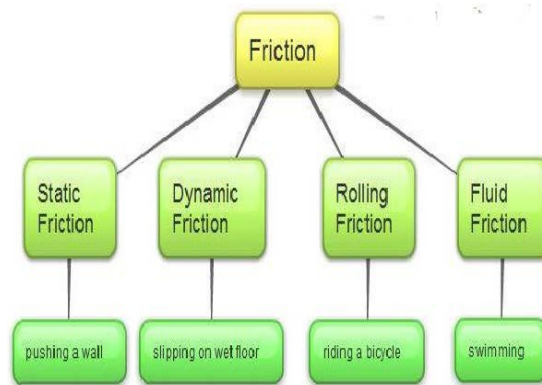 Friction
Static
Friction
Dynamic
Friction
Rolling
Friction
Fluid
Friction
pushing a wall
slipping on wet floor
riding a bicycle
swimming